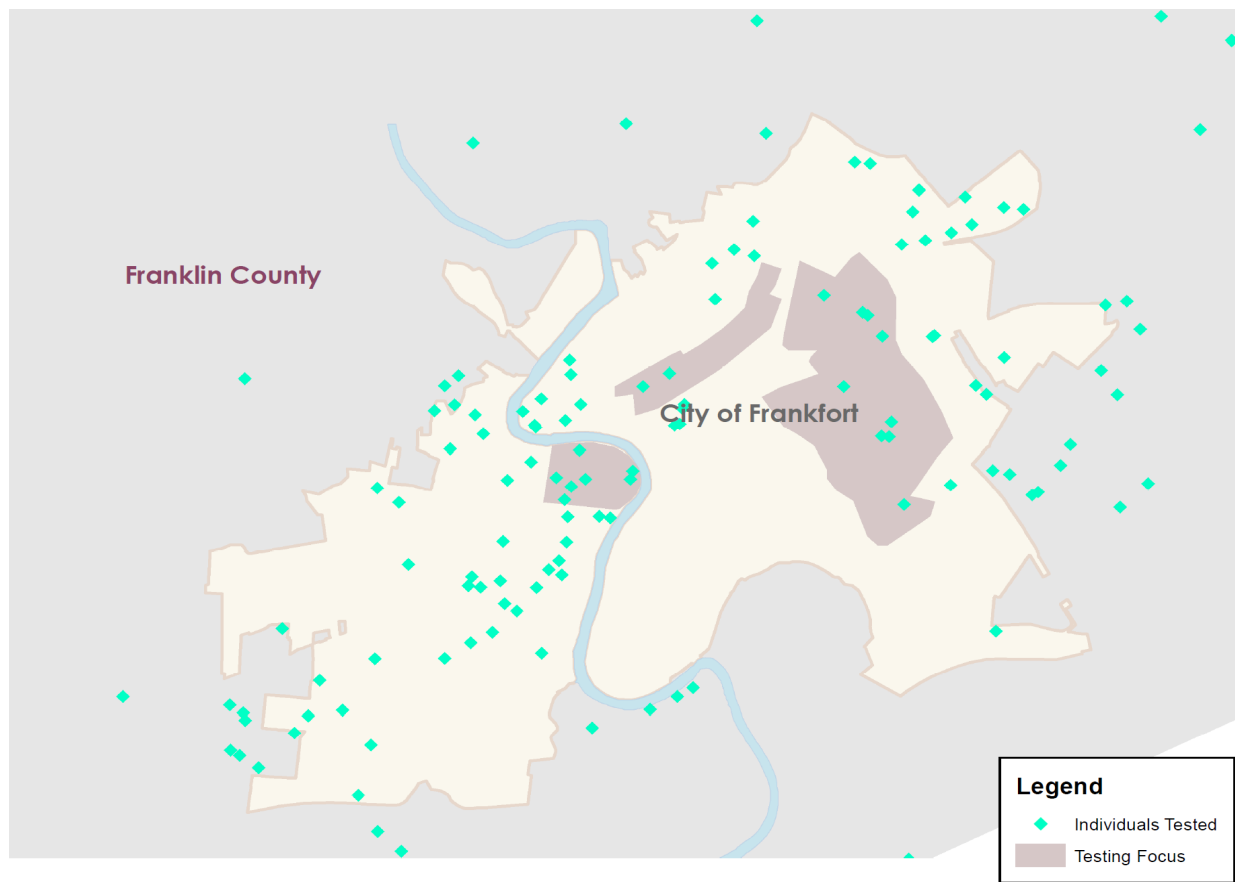 Franklin County
City of Frankfort
Legend
Individuals Tested
Testing Focus